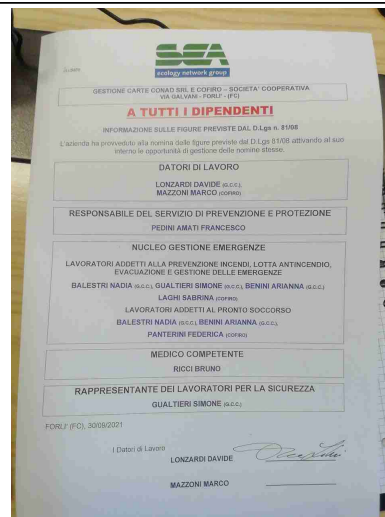 SEA
ecology network group
GESTIONE CARTE CONAD SRL E COFIRO – SOCIETA' COOPERATIVA
VIA GALVANI - FORLI' - (FC)
A TUTTI I DIPENDENTI
INFORMAZIONE SULLE FIGURE PREVISTE DAL D.Lgs n. 81/08
L'azienda ha provveduto alla nomina delle figure previste dal D.Lgs 81/08 attivando al suo
interno le opportunità di gestione delle nomine stesse.
DATORI DI LAVORO
LONZARDI DAVIDE (G.C.C.),
MAZZONI MARCO (COFIRO)
RESPONSABILE DEL SERVIZIO DI PREVENZIONE E PROTEZIONE
PEDINI AMATI FRANCESCO
NUCLEO GESTIONE EMERGENZE
LAVORATORI ADDETTI ALLA PREVENZIONE INCENDI, LOTTA ANTINCENDIO,
EVACUAZIONE E GESTIONE DELLE EMERGENZE
BALESTRI NADIA (G.C.C.), GUALTIERI SIMONE (G.C.C.), BENINI ARIANNA (G.C.C.)
LAGHI SABRINA (COFIRO)
LAVORATORI ADDETTI AL PRONTO SOCCORSO
BALESTRI NADIA (G.C.C.), BENINI ARIANNA (G.C.C.),
PANTERINI FEDERICA (COFIRO)
MEDICO COMPETENTE
RICCI BRUNO
RAPPRESENTANTE DEI LAVORATORI PER LA SICUREZZA
GUALTIERI SIMONE (G.C.C.)
FORLI' (FC), 30/09/2021
I Datori di Lavoro
LONZARDI DAVIDE
MAZZONI MARCO